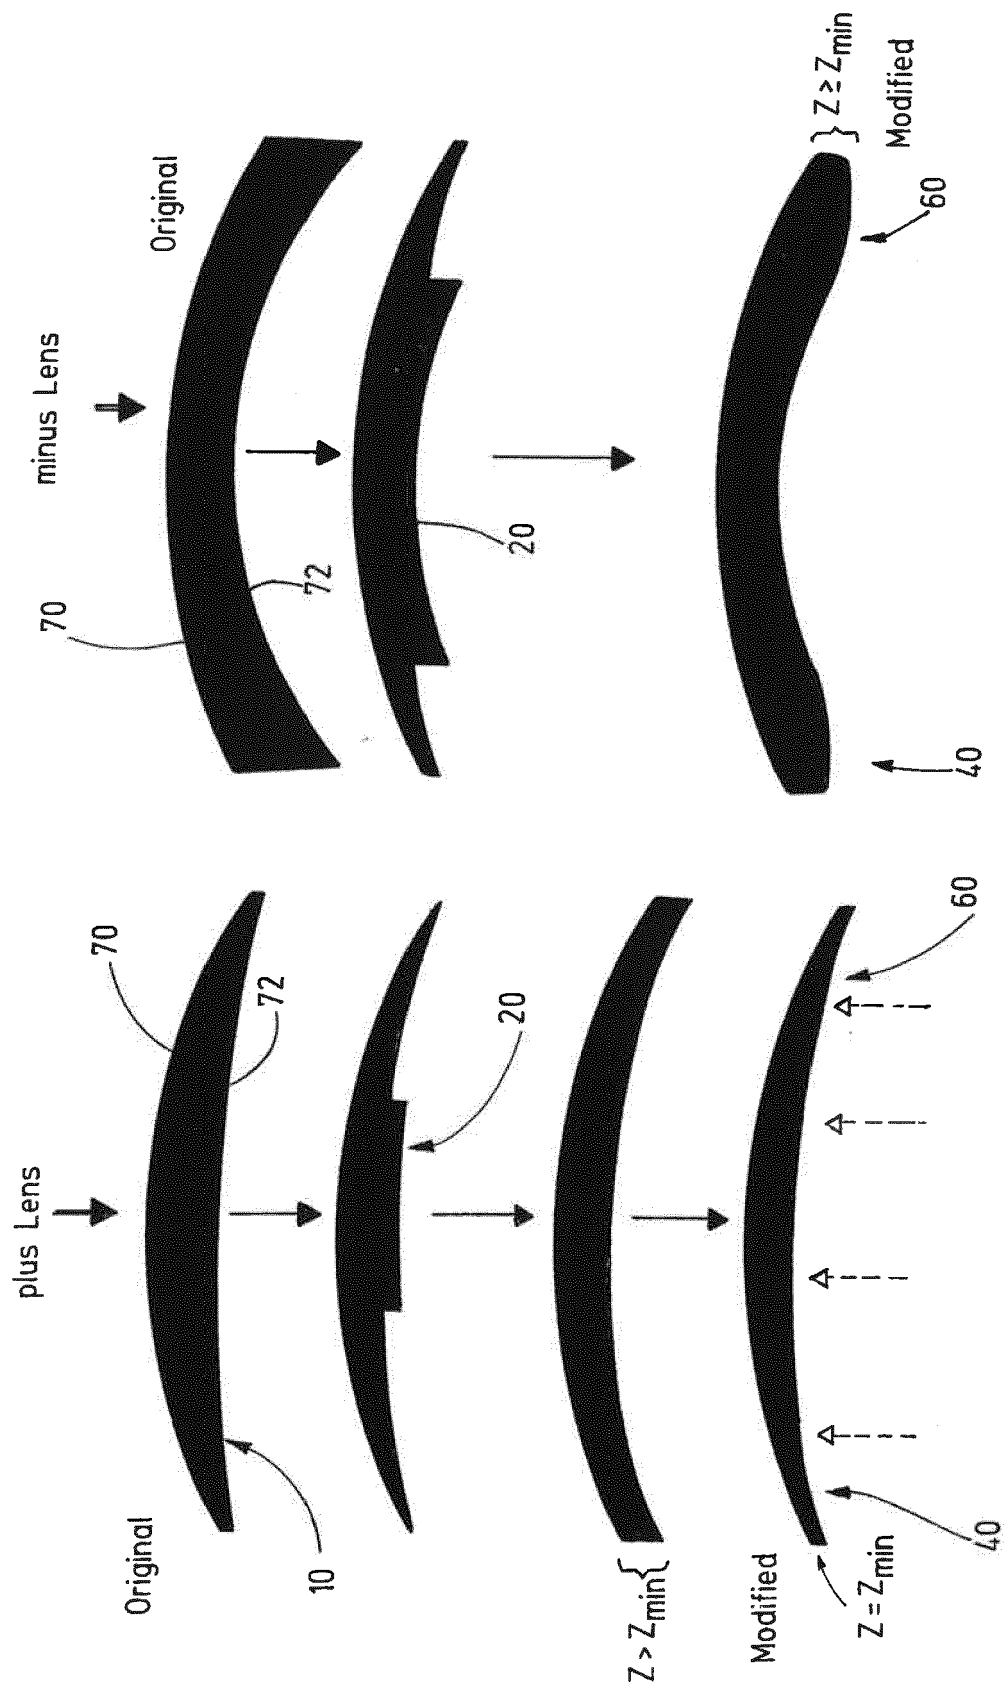 plus Lens
Original
70
72
10
20
Z > Zmin{
Modified
Z = Zmin
40
60
minus Lens
70
Original
72
20
} Z ≥ Zmin
Modified
40
60